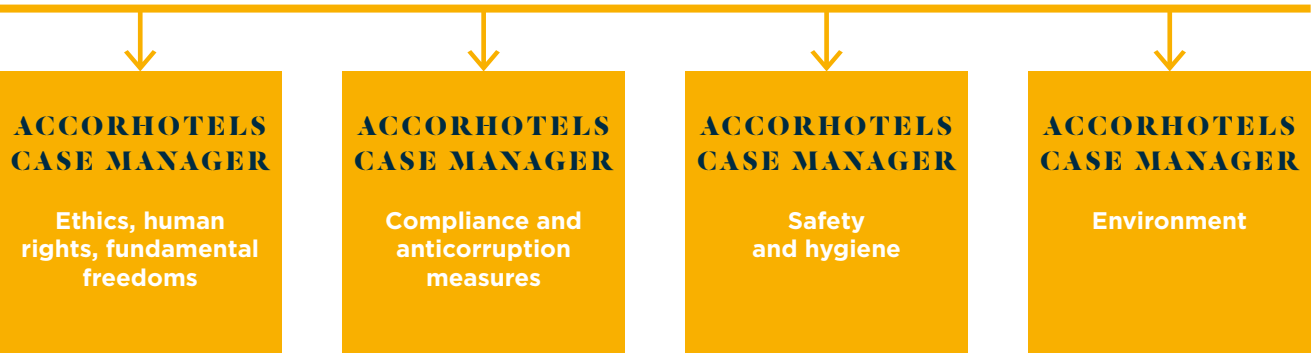 ACCORHOTELS
CASE MANAGER
Ethics, human
rights, fundamental
freedoms
ACCORHOTELS
CASE MANAGER
Compliance and
anticorruption
measures
ACCORHOTELS
CASE MANAGER
Safety
and hygiene
ACCORHOTELS
CASE MANAGER
Environment